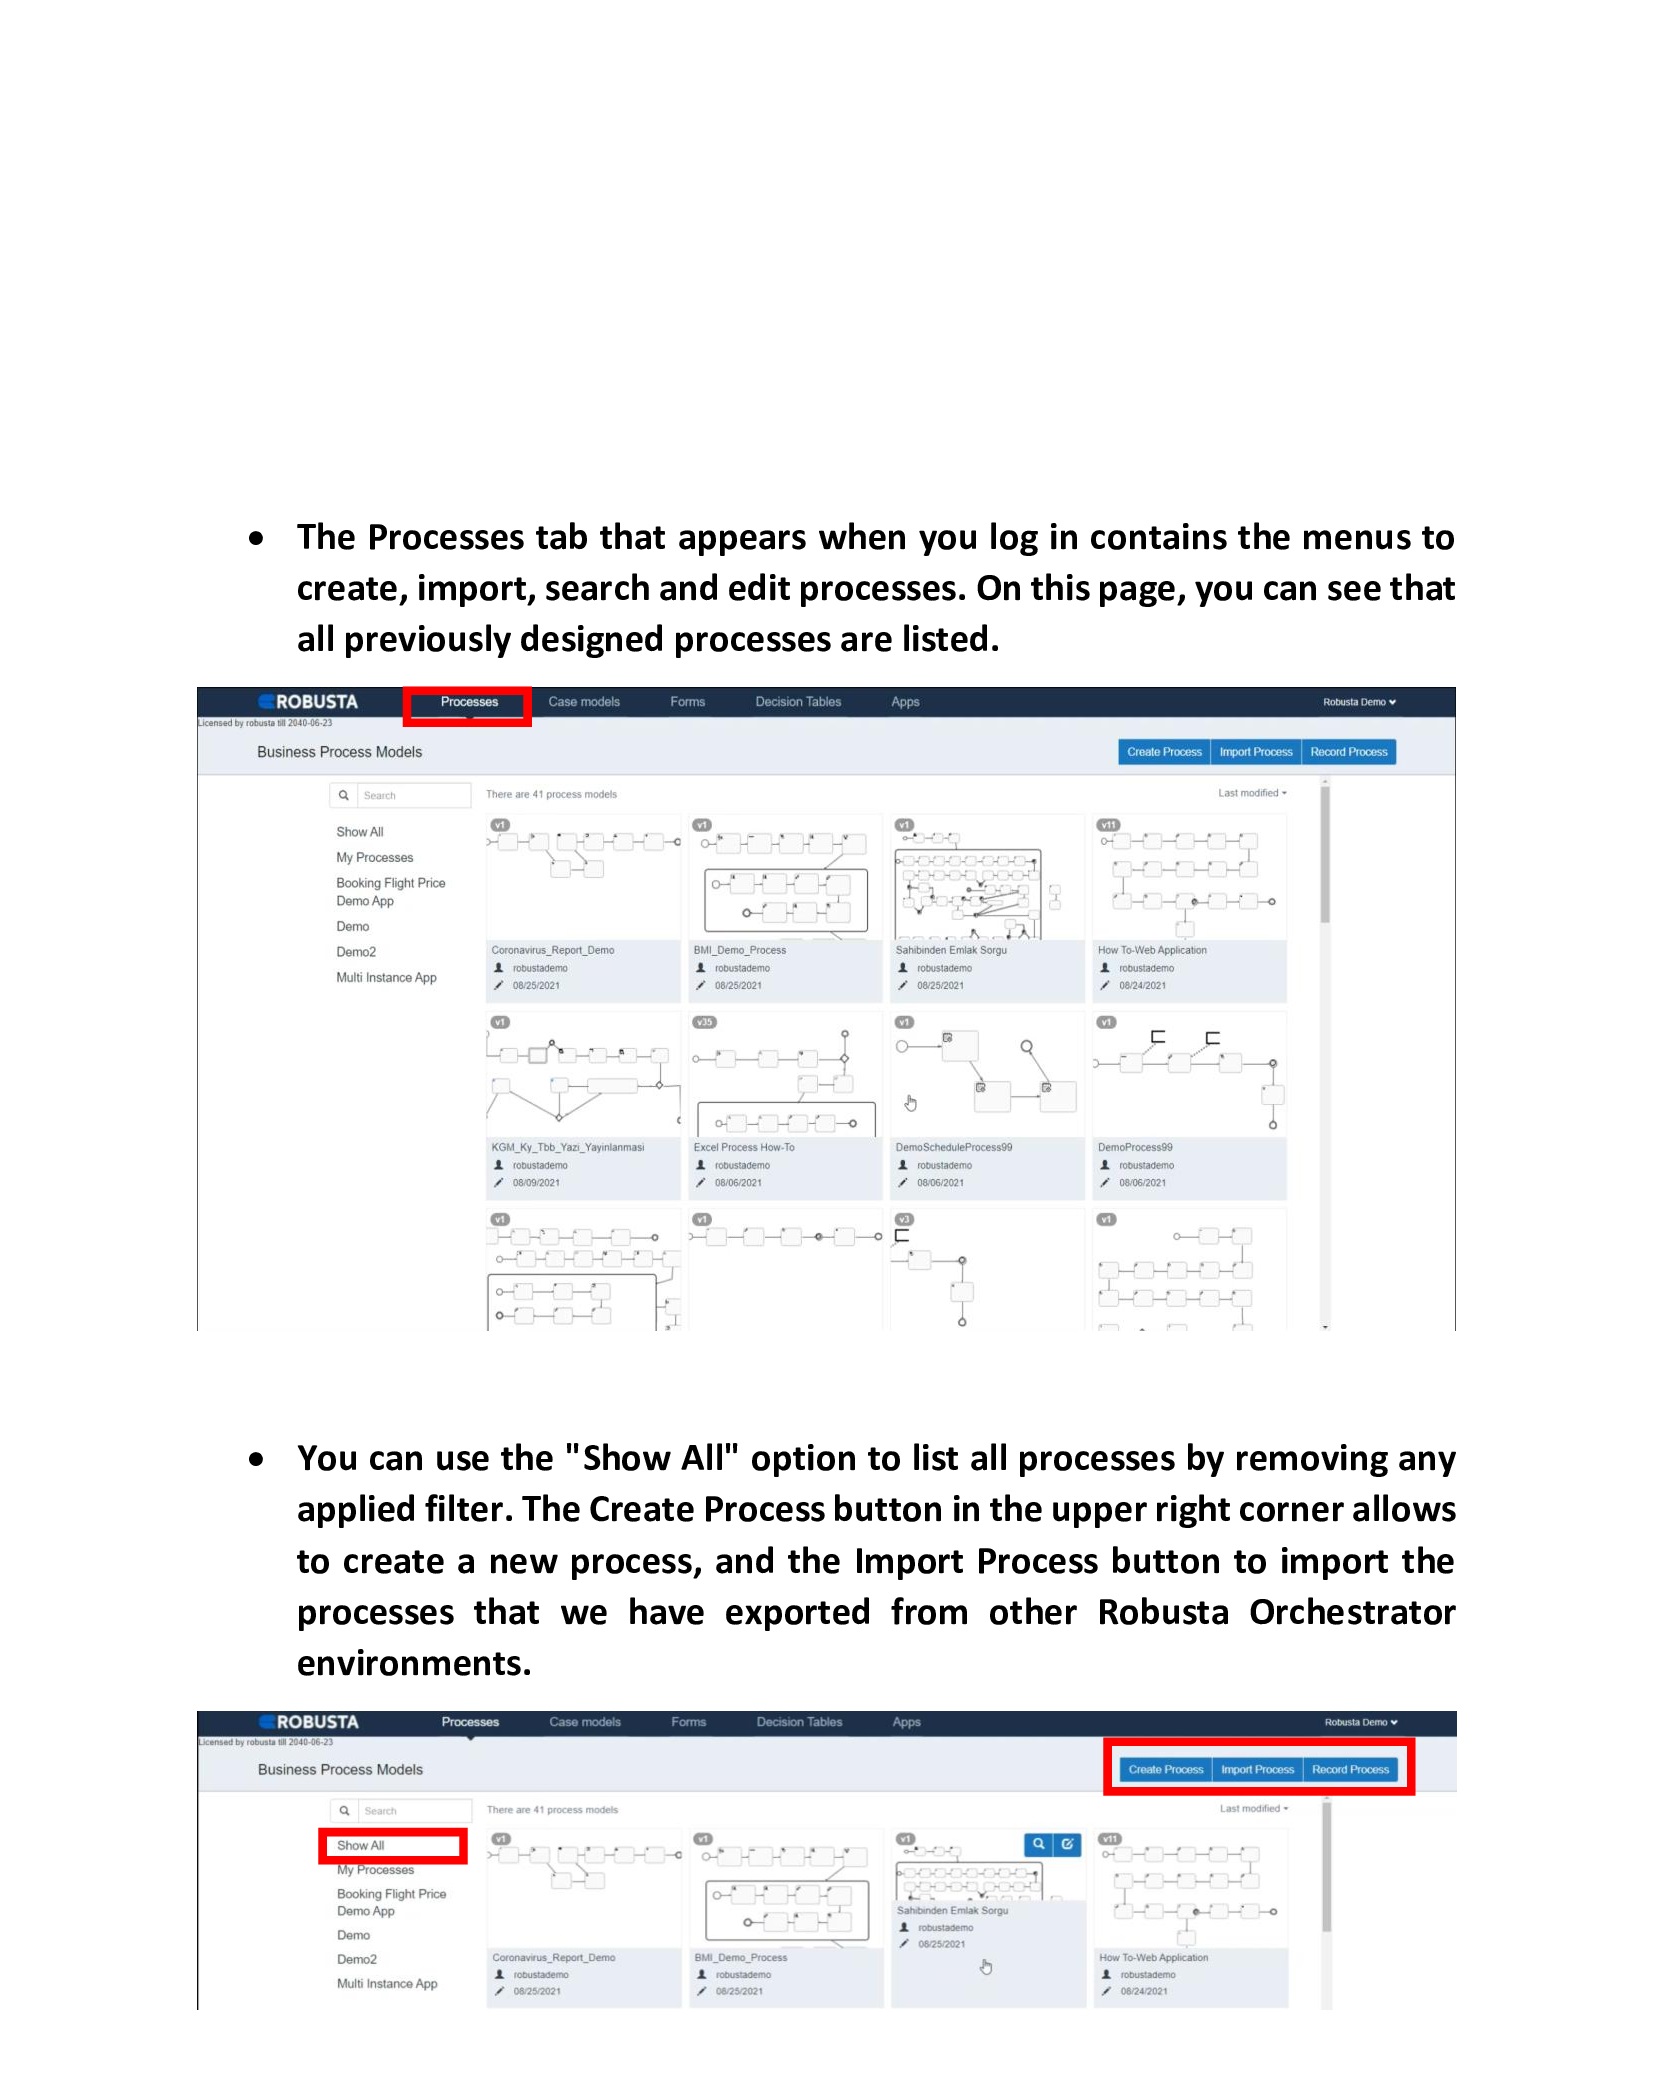 • The Processes tab that appears when you log in contains the menus to
create, import, search and edit processes. On this page, you can see that
all previously designed processes are listed.
ROBUSTA Processes Case models Forms Decision Tables Apps Robusta Demo
Licensed by robusta till 2040-06-23
Business Process Models Create Process Import Process Record Process
Search There are 41 process models Last modified
Show All
My Processes
Booking Flight Price
Demo App
Demo
Demo2
Multi Instance App
v1 v1 v1 v11
Coronavirus_Report_Demo BMI_Demo_Process Sahibinden Emlak Sorgu How To-Web Application
robustademo robustademo robustademo robustademo
08/25/2021 08/25/2021 08/25/2021 08/24/2021
v1 v35 v1 v1
KGM_Ky_Tbb_Yazi_Yayinlanmasi Excel Process How-To DemoScheduleProcess99 DemoProcess99
robustademo robustademo robustademo robustademo
08/09/2021 08/06/2021 08/06/2021 08/06/2021
v1 v1 v3 v1
• You can use the "Show All" option to list all processes by removing any
applied filter. The Create Process button in the upper right corner allows
to create a new process, and the Import Process button to import the
processes that we have exported from other Robusta Orchestrator
environments.
ROBUSTA Processes Case models Forms Decision Tables Apps Robusta Demo
Licensed by robusta till 2040-06-23
Business Process Models Create Process Import Process Record Process
Search There are 41 process models Last modified
Show All
My Processes
Booking Flight Price
Demo App
Demo
Demo2
Multi Instance App
v1 v1 v1 v11
Sahibinden Emlak Sorgu
robustademo
08/25/2021
Coronavirus_Report_Demo BMI_Demo_Process How To-Web Application
robustademo robustademo robustademo
08/25/2021 08/25/2021 08/24/2021